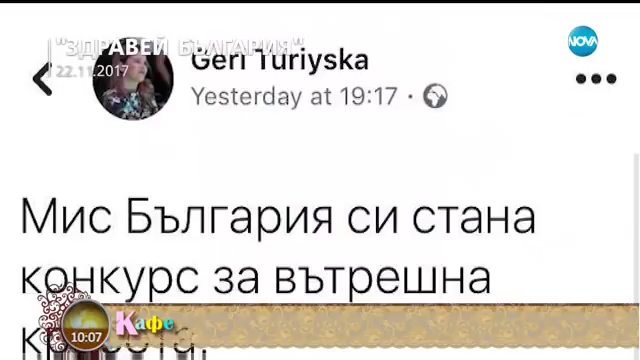 "ЗДРАВЕЙ БЪЛГАРИЯ"
22.11.2017
NOVA
Geri Turiyska
Yesterday at 19:17
Мис България си стана
конкурс за вътрешна
10:07 Кафе